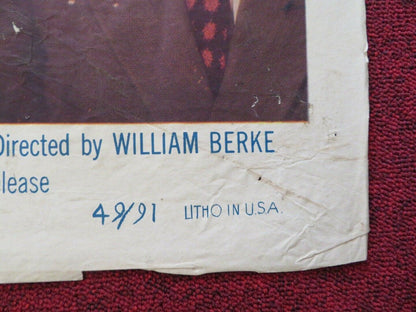 Directed by WILLIAM BERKE
lease
49/91 LITHO IN U.S.A.